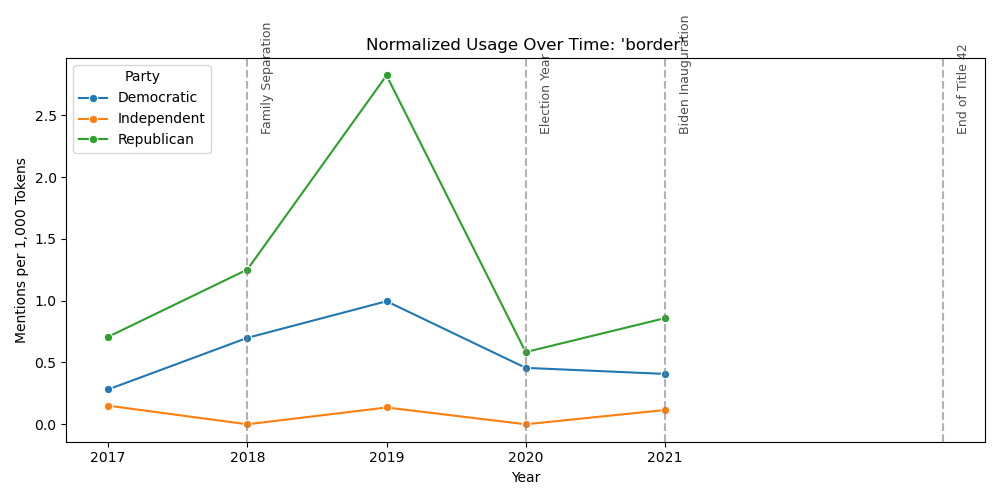 Normalized Usage Over Time: 'border'
Party
Democratic
Independent
Republican
Family Separation
Election Year
Biden Inauguration
End of Title 42
Mentions per 1,000 Tokens
2.5
2.0
1.5
1.0
0.5
0.0
2017
2018
2019
2020
2021
Year